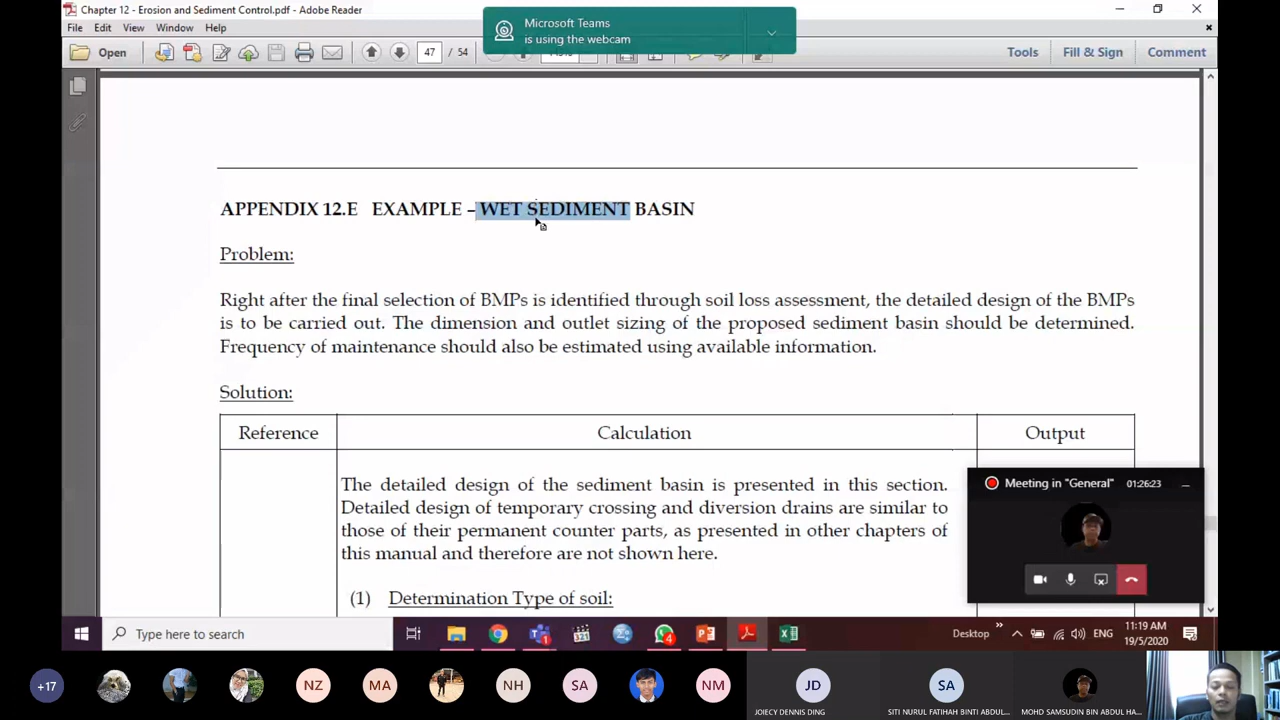 Chapter 12 - Erosion and Sediment Control.pdf - Adobe Reader
Microsoft Teams
is using the webcam
File Edit View Window Help
Open
47 / 54
Tools Fill & Sign Comment
APPENDIX 12.E EXAMPLE – WET SEDIMENT BASIN
Problem:
Right after the final selection of BMPs is identified through soil loss assessment, the detailed design of the BMPs
is to be carried out. The dimension and outlet sizing of the proposed sediment basin should be determined.
Frequency of maintenance should also be estimated using available information.
Solution:
Reference Calculation Output
The detailed design of the sediment basin is presented in this section.
Detailed design of temporary crossing and diversion drains are similar to
those of their permanent counter parts, as presented in other chapters of
this manual and therefore are not shown here.
(1) Determination Type of soil:
Meeting in "General" 01:26:23
Type here to search
4
Desktop
ENG
11:19 AM
19/5/2020
+17
NZ
MA
NH
SA
NM
JD
SA
JOIECY DENNIS DING
SITI NURUL FATIHAH BINTI ABDUL...
MOHD SAMSUDIN BIN ABDUL HA...